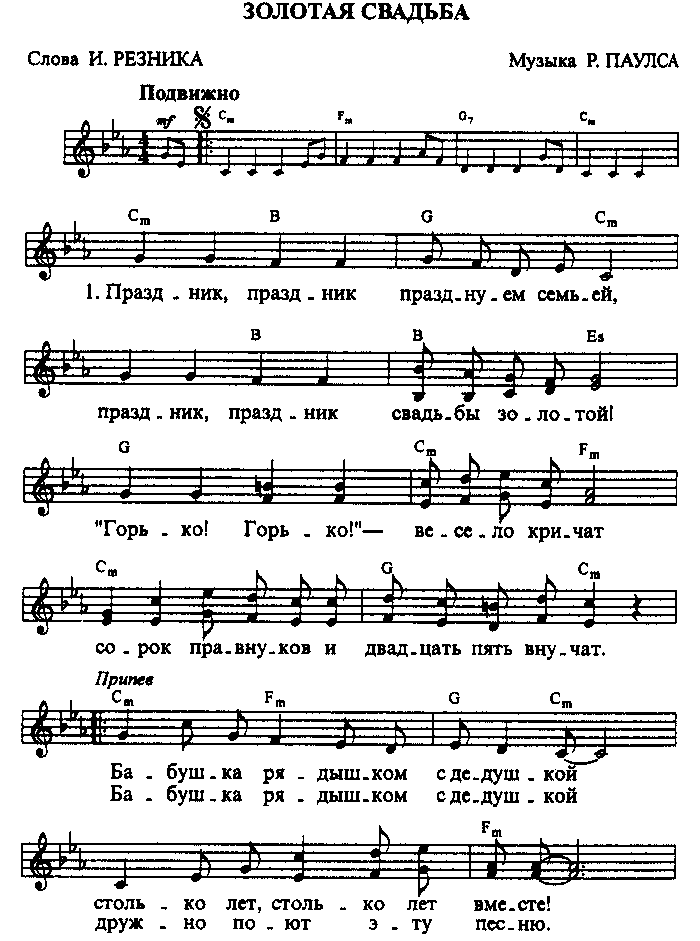 ЗОЛОТАЯ СВАДЬБА
Слова И. РЕЗНИКА Музыка Р. ПАУЛСА
Подвижно
mf Cm Fm G7 Cm
4
4
Cm B G Cm
1. Празд - ник, празд - ник празд-ну-ем семь-ей,
B B Es
празд - ник, празд - ник свадь-бы зо - ло-той!
G Cm Fm
"Горь - ко! Горь - ко!"— ве-се-ло кри-чат
Cm G Cm
со - рок пра-вну-ков и двад-цать пять вну-чат.
Припев
Cm Fm G Cm
Ба - буш-ка ря - дыш-ком с де-душ - кой
Ба - буш-ка ря - дыш-ком с де-душ - кой
Fm
столь - ко лет, столь - ко лет вме-сте!
друж - но по - ют э - ту пес-ню.